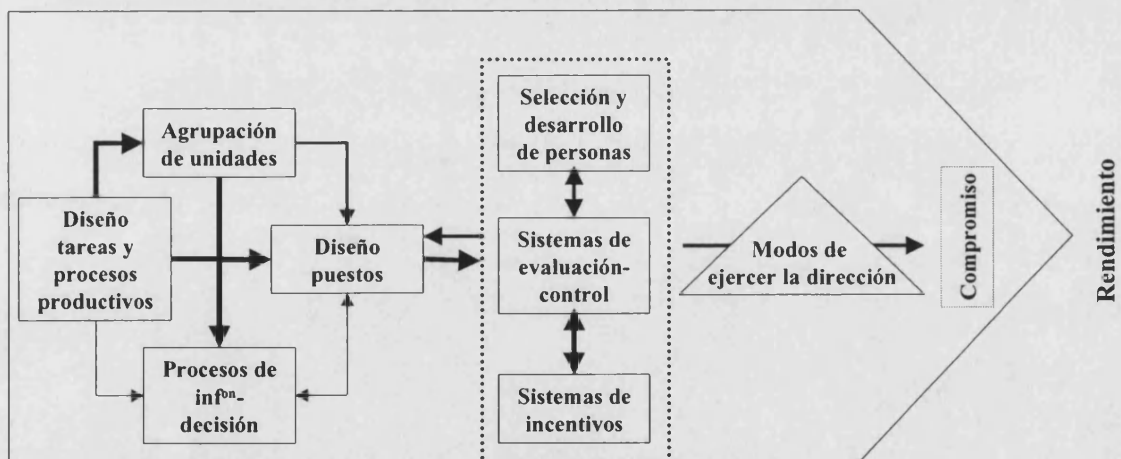 Agrupación
de unidades
Diseño
tareas y
procesos
productivos
Diseño
puestos
Procesos de
infᵒⁿ-
decisión
Selección y
desarrollo
de personas
Sistemas de
evaluación-
control
Sistemas de
incentivos
Modos de
ejercer la dirección
Compromiso
Rendimiento